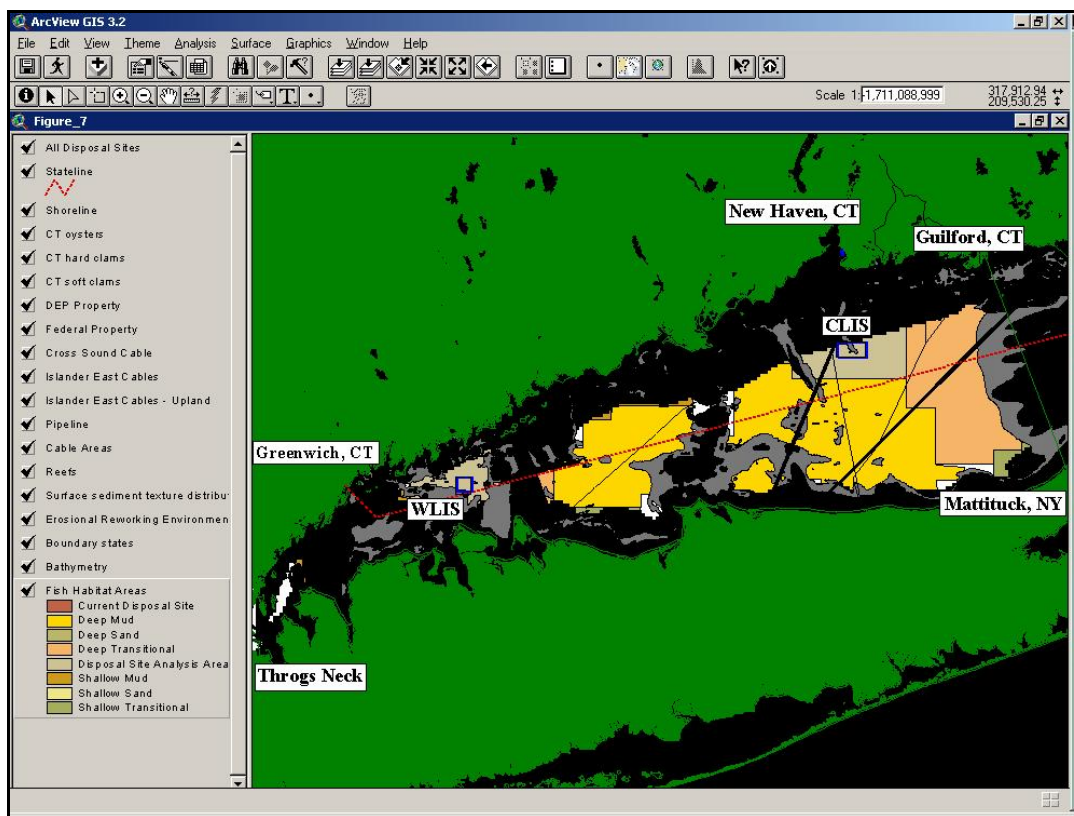 ArcView GIS 3.2
File Edit View Theme Analysis Surface Graphics Window Help
Scale 1: -1,711,088,999
317,912.94
209,530.25
Figure_7
All Disposal Sites
Stateline
Shoreline
CT oysters
CT hard clams
CT soft clams
DEP Property
Federal Property
Cross Sound Cable
Islander East Cables
Islander East Cables - Upland
Pipeline
Cable Areas
Reefs
Surface sediment texture distribu
Erosional Reworking Environmen
Boundary states
Bathymetry
Fish Habitat Areas
Current Disposal Site
Deep Mud
Deep Sand
Deep Transitional
Disposal Site Analysis Area
Shallow Mud
Shallow Sand
Shallow Transitional
New Haven, CT
Guilford, CT
CLIS
Greenwich, CT
WLIS
Mattituck, NY
Throgs Neck